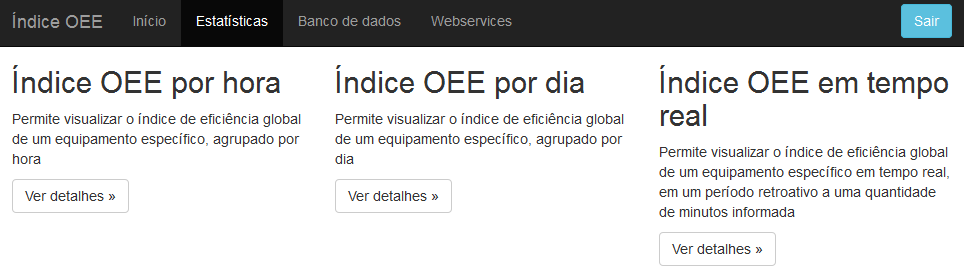 Índice OEE Início Estatísticas Banco de dados Webservices Sair
Índice OEE por hora
Permite visualizar o índice de eficiência global
de um equipamento específico, agrupado por
hora
Ver detalhes »
Índice OEE por dia
Permite visualizar o índice de eficiência global
de um equipamento específico, agrupado por
dia
Ver detalhes »
Índice OEE em tempo
real
Permite visualizar o índice de eficiência global
de um equipamento específico em tempo real,
em um período retroativo a uma quantidade
de minutos informada
Ver detalhes »